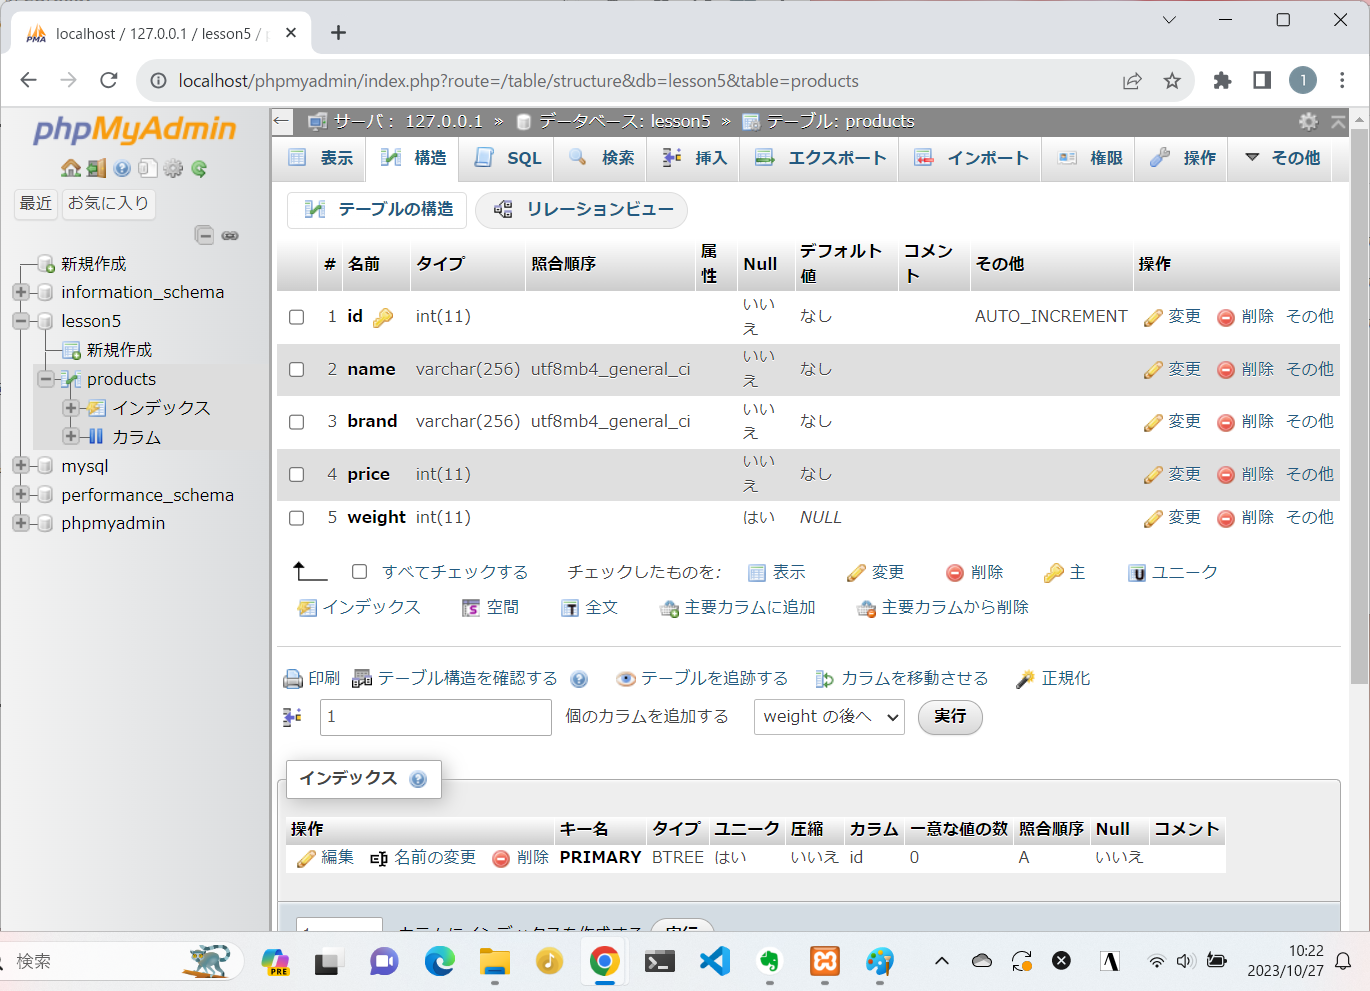 localhost / 127.0.0.1 / lesson5 /
localhost/phpmyadmin/index.php?route=/table/structure&db=lesson5&table=products
1
phpMyAdmin
最近 お気に入り
新規作成
information_schema
lesson5
新規作成
products
インデックス
カラム
mysql
performance_schema
phpmyadmin
サーバ: 127.0.0.1 » データベース: lesson5 » テーブル: products
表示 構造 SQL 検索 挿入 エクスポート インポート 権限 操作 その他
テーブルの構造 リレーションビュー
# 名前 タイプ 照合順序 属性 Null デフォルト値 コメント その他 操作
1 id int(11) いいえ なし AUTO_INCREMENT 変更 削除 その他
2 name varchar(256) utf8mb4_general_ci いいえ なし 変更 削除 その他
3 brand varchar(256) utf8mb4_general_ci いいえ なし 変更 削除 その他
4 price int(11) いいえ なし 変更 削除 その他
5 weight int(11) はい NULL 変更 削除 その他
すべてチェックする チェックしたものを: 表示 変更 削除 主 ユニーク
インデックス 空間 全文 主要カラムに追加 主要カラムから削除
印刷 テーブル構造を確認する テーブルを追跡する カラムを移動させる 正規化
1 個のカラムを追加する weight の後へ 実行
インデックス
操作 キー名 タイプ ユニーク 圧縮 カラム 一意な値の数 照合順序 Null コメント
編集 名前の変更 削除 PRIMARY BTREE はい いいえ id 0 A いいえ
カラムにインデックスを作成する 実行
検索
PRE
10:22
2023/10/27